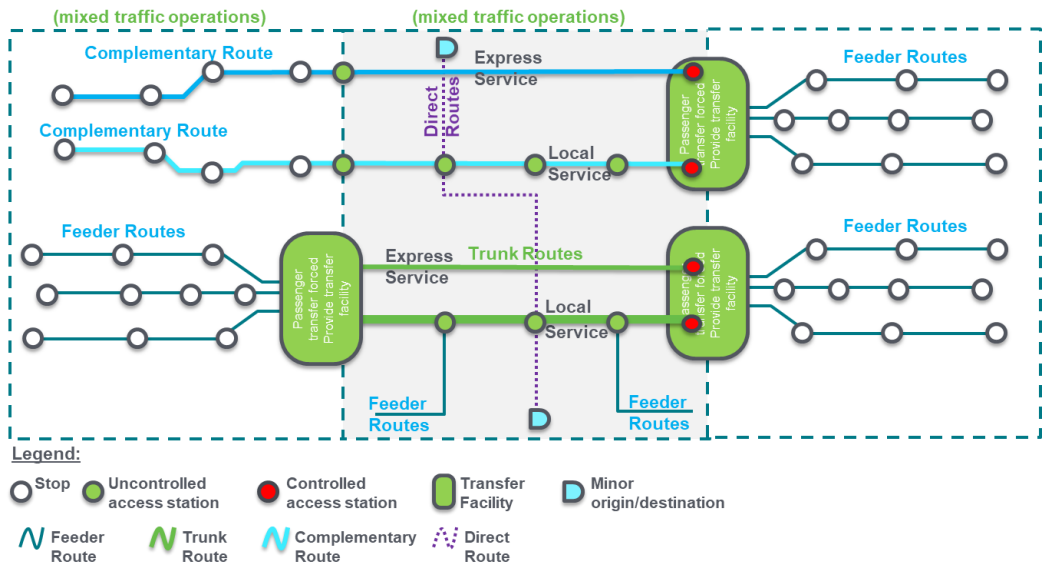 (mixed traffic operations)
(mixed traffic operations)
Complementary Route
Express
Service
Feeder Routes
Direct
Routes
Complementary Route
Local
Service
Passenger
transfer forced
Provide transfer
facility
Feeder Routes
Express
Service
Trunk Routes
Feeder Routes
Passenger
transfer forced
Provide transfer
facility
Local
Service
Passenger
transfer forced
Provide transfer
facility
Feeder
Routes
Feeder
Routes
Legend:
Stop
Uncontrolled
access station
Controlled
access station
Transfer
Facility
Minor
origin/destination
Feeder
Route
Trunk
Route
Complementary
Route
Direct
Route